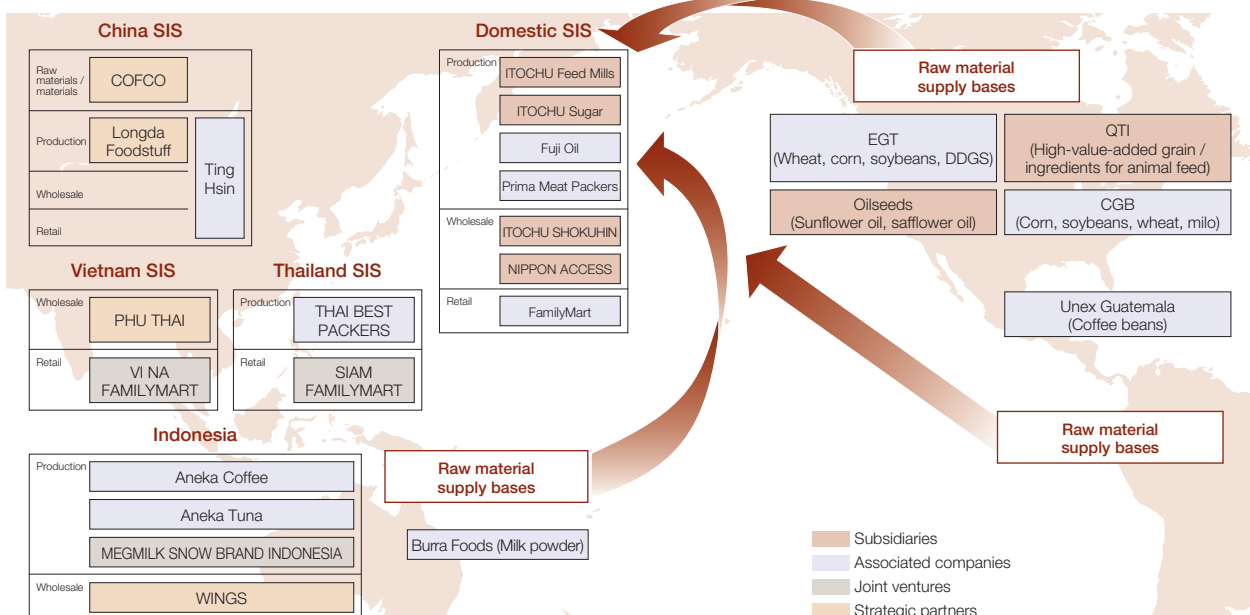 China SIS
Raw
materials /
materials
COFCO
Production
Longda
Foodstuff
Ting
Hsin
Wholesale
Retail
Domestic SIS
Production
ITOCHU Feed Mills
ITOCHU Sugar
Fuji Oil
Prima Meat Packers
Wholesale
ITOCHU SHOKUHIN
NIPPON ACCESS
Retail
FamilyMart
Raw material
supply bases
EGT
(Wheat, corn, soybeans, DDGS)
QTI
(High-value-added grain /
ingredients for animal feed)
Oilseeds
(Sunflower oil, safflower oil)
CGB
(Corn, soybeans, wheat, milo)
Unex Guatemala
(Coffee beans)
Vietnam SIS
Wholesale
PHU THAI
Retail
VI NA
FAMILYMART
Thailand SIS
Production
THAI BEST
PACKERS
Retail
SIAM
FAMILYMART
Indonesia
Production
Aneka Coffee
Aneka Tuna
MEGMILK SNOW BRAND INDONESIA
Wholesale
WINGS
Raw material
supply bases
Burra Foods (Milk powder)
Raw material
supply bases
Subsidiaries
Associated companies
Joint ventures
Strategic partners